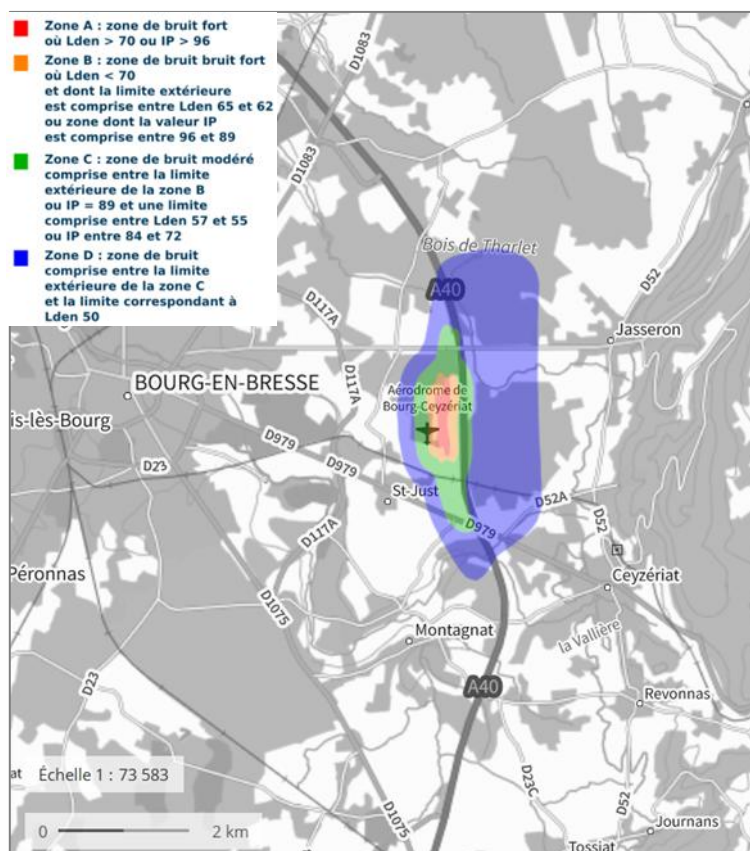 Zone A : zone de bruit fort
où Lden > 70 ou IP > 96
Zone B : zone de bruit bruit fort
où Lden < 70
et dont la limite extérieure
est comprise entre Lden 65 et 62
ou zone dont la valeur IP
est comprise entre 96 et 89
Zone C : zone de bruit modéré
comprise entre la limite
extérieure de la zone B
ou IP = 89 et une limite
comprise entre Lden 57 et 55
ou IP entre 84 et 72
Zone D : zone de bruit
comprise entre la limite
extérieure de la zone C
et la limite correspondant à
Lden 50
D1083
D1083
Bois de Tharlet
D52
A40
D117A
Jasseron
D117A
BOURG-EN-BRESSE
Aérodrome de
Bourg-Ceyzériat
is-lès-Bourg
D979
D979
D23
St-Just
D52A
D979
D52
D117A
Péronnas
Ceyzériat
D1075
Montagnat
la Vallière
D23
A40
Revonnas
at
Échelle 1 : 73 583
D23C
D52
D1075
0
2 km
Journans
Tossiat